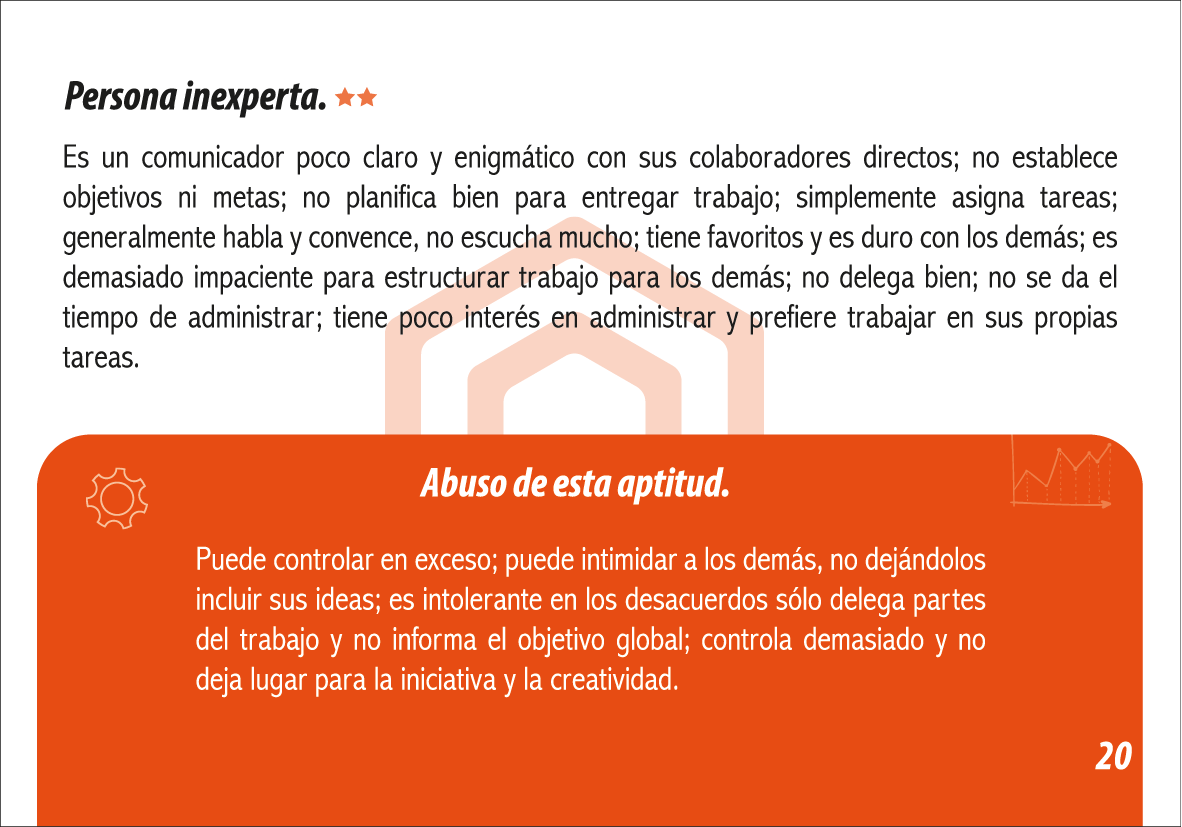 Persona inexperta.
Es un comunicador poco claro y enigmático con sus colaboradores directos; no establece
objetivos ni metas; no planifica bien para entregar trabajo; simplemente asigna tareas;
generalmente habla y convence, no escucha mucho; tiene favoritos y es duro con los demás; es
demasiado impaciente para estructurar trabajo para los demás; no delega bien; no se da el
tiempo de administrar; tiene poco interés en administrar y prefiere trabajar en sus propias
tareas.
Abuso de esta aptitud.
Puede controlar en exceso; puede intimidar a los demás, no dejándolos
incluir sus ideas; es intolerante en los desacuerdos sólo delega partes
del trabajo y no informa el objetivo global; controla demasiado y no
deja lugar para la iniciativa y la creatividad.
20